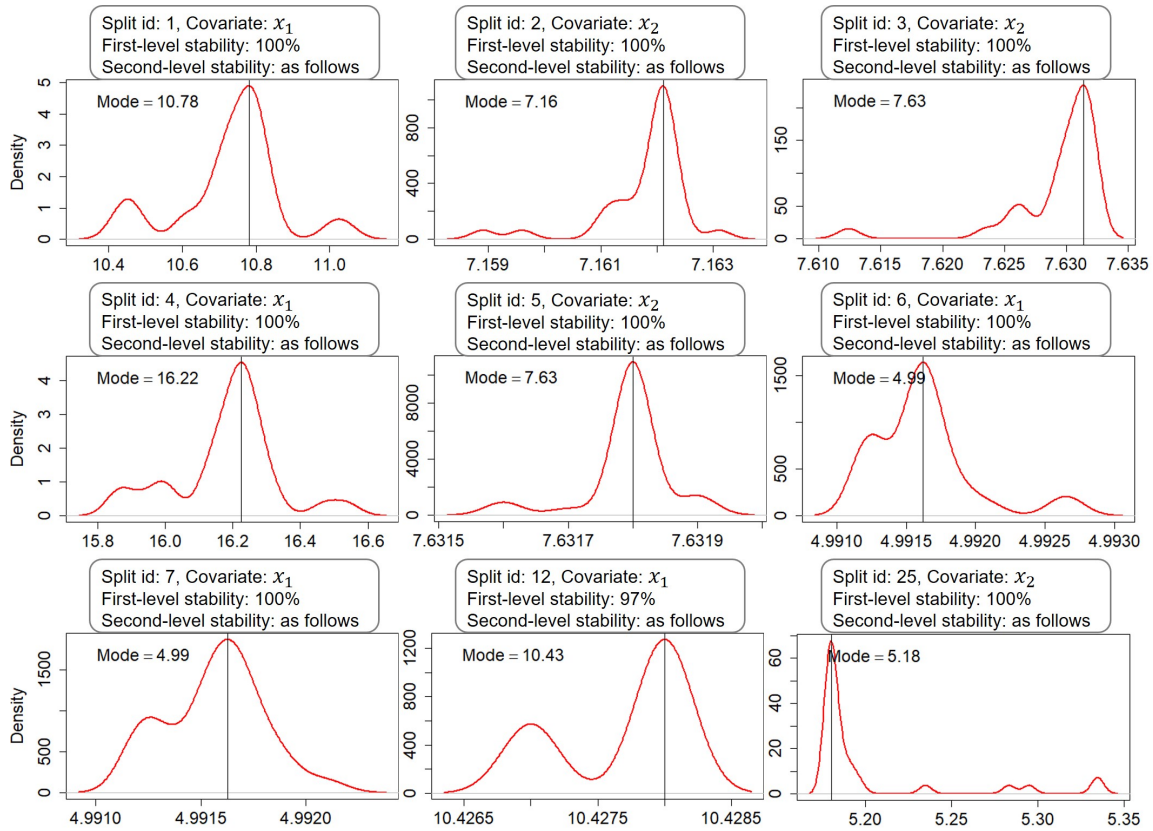 Split id: 1, Covariate: x₁
First-level stability: 100%
Second-level stability: as follows
Mode = 10.78
Density
5
4
3
2
1
0
10.4 10.6 10.8 11.0
Split id: 2, Covariate: x₂
First-level stability: 100%
Second-level stability: as follows
Mode = 7.16
800
400
0
7.159 7.161 7.163
Split id: 3, Covariate: x₂
First-level stability: 100%
Second-level stability: as follows
Mode = 7.63
150
50
0
7.610 7.615 7.620 7.625 7.630 7.635
Split id: 4, Covariate: x₁
First-level stability: 100%
Second-level stability: as follows
Mode = 16.22
Density
4
3
2
1
0
15.8 16.0 16.2 16.4 16.6
Split id: 5, Covariate: x₂
First-level stability: 100%
Second-level stability: as follows
Mode = 7.63
10000
8000
4000
0
7.6315 7.6317 7.6319
Split id: 6, Covariate: x₁
First-level stability: 100%
Second-level stability: as follows
Mode = 4.99
1500
500
0
4.9910 4.9915 4.9920 4.9925 4.9930
Split id: 7, Covariate: x₁
First-level stability: 100%
Second-level stability: as follows
Mode = 4.99
Density
1500
500
0
4.9910 4.9915 4.9920
Split id: 12, Covariate: x₁
First-level stability: 97%
Second-level stability: as follows
Mode = 10.43
1200
800
400
0
10.4265 10.4275 10.4285
Split id: 25, Covariate: x₂
First-level stability: 100%
Second-level stability: as follows
Mode = 5.18
60
40
20
0
5.20 5.25 5.30 5.35